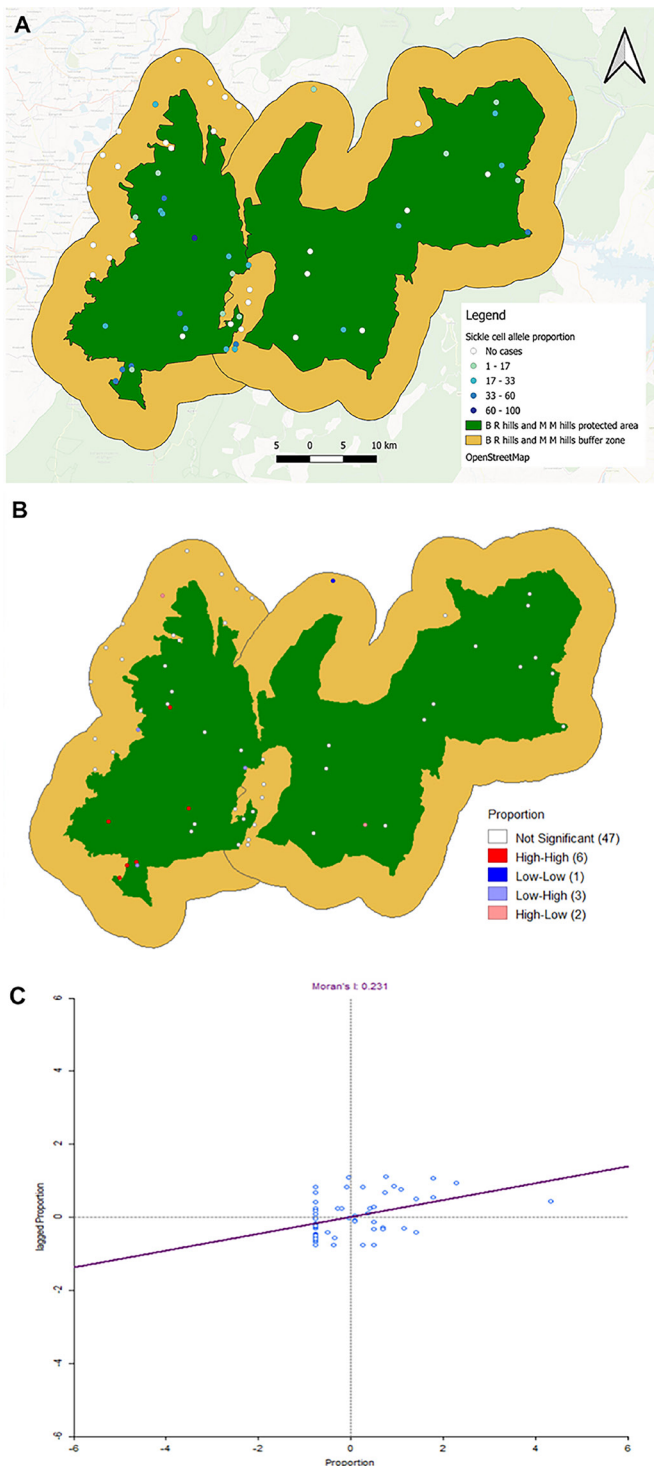 A
Legend
Sickle cell allele proportion
No cases
1 - 17
17 - 33
33 - 60
60 - 100
B R hills and M M hills protected area
B R hills and M M hills buffer zone
OpenStreetMap
5 0 5 10 km
B
Proportion
Not Significant (47)
High-High (6)
Low-Low (1)
Low-High (3)
High-Low (2)
C
Moran's I: 0.231
6
4
2
0
-2
-4
-6
lagged Proportion
-6 -4 -2 0 2 4 6
Proportion